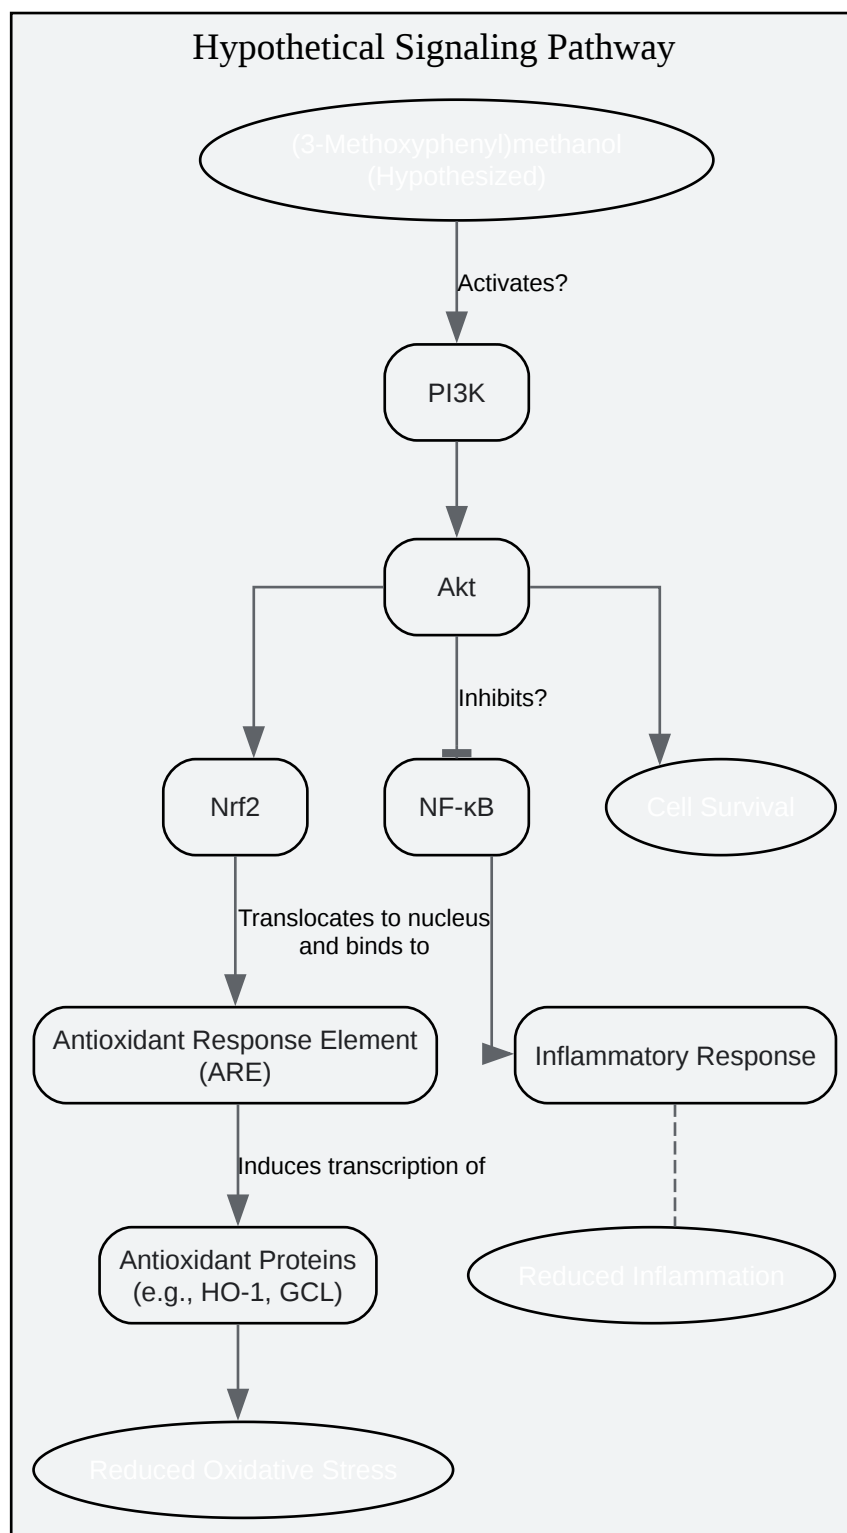 Hypothetical Signaling Pathway
(3-Methoxyphenyl)methanol
(Hypothesized)
Activates?
PI3K
Akt
Inhibits?
Nrf2
NF-κB
Cell Survival
Translocates to nucleus
and binds to
Antioxidant Response Element
(ARE)
Inflammatory Response
Induces transcription of
Antioxidant Proteins
(e.g., HO-1, GCL)
Reduced Inflammation
Reduced Oxidative Stress